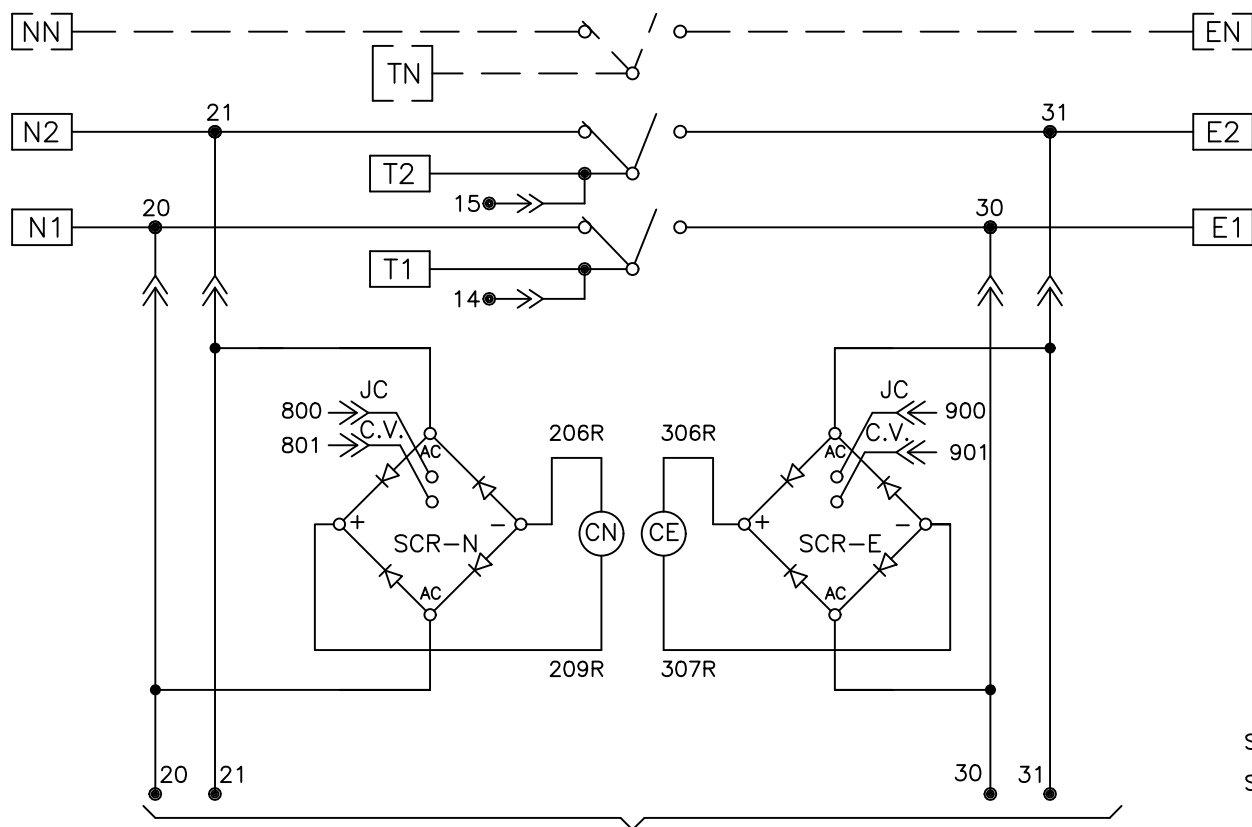 NN
EN
TN
N2
21
31
E2
T2
15
N1
20
30
E1
T1
14
JC
800
C.V.
801
206R
306R
JC
900
C.V.
901
AC
AC
+
SCR-N
-
CN
CE
+
SCR-E
-
AC
AC
209R
307R
20
21
30
31
S
S